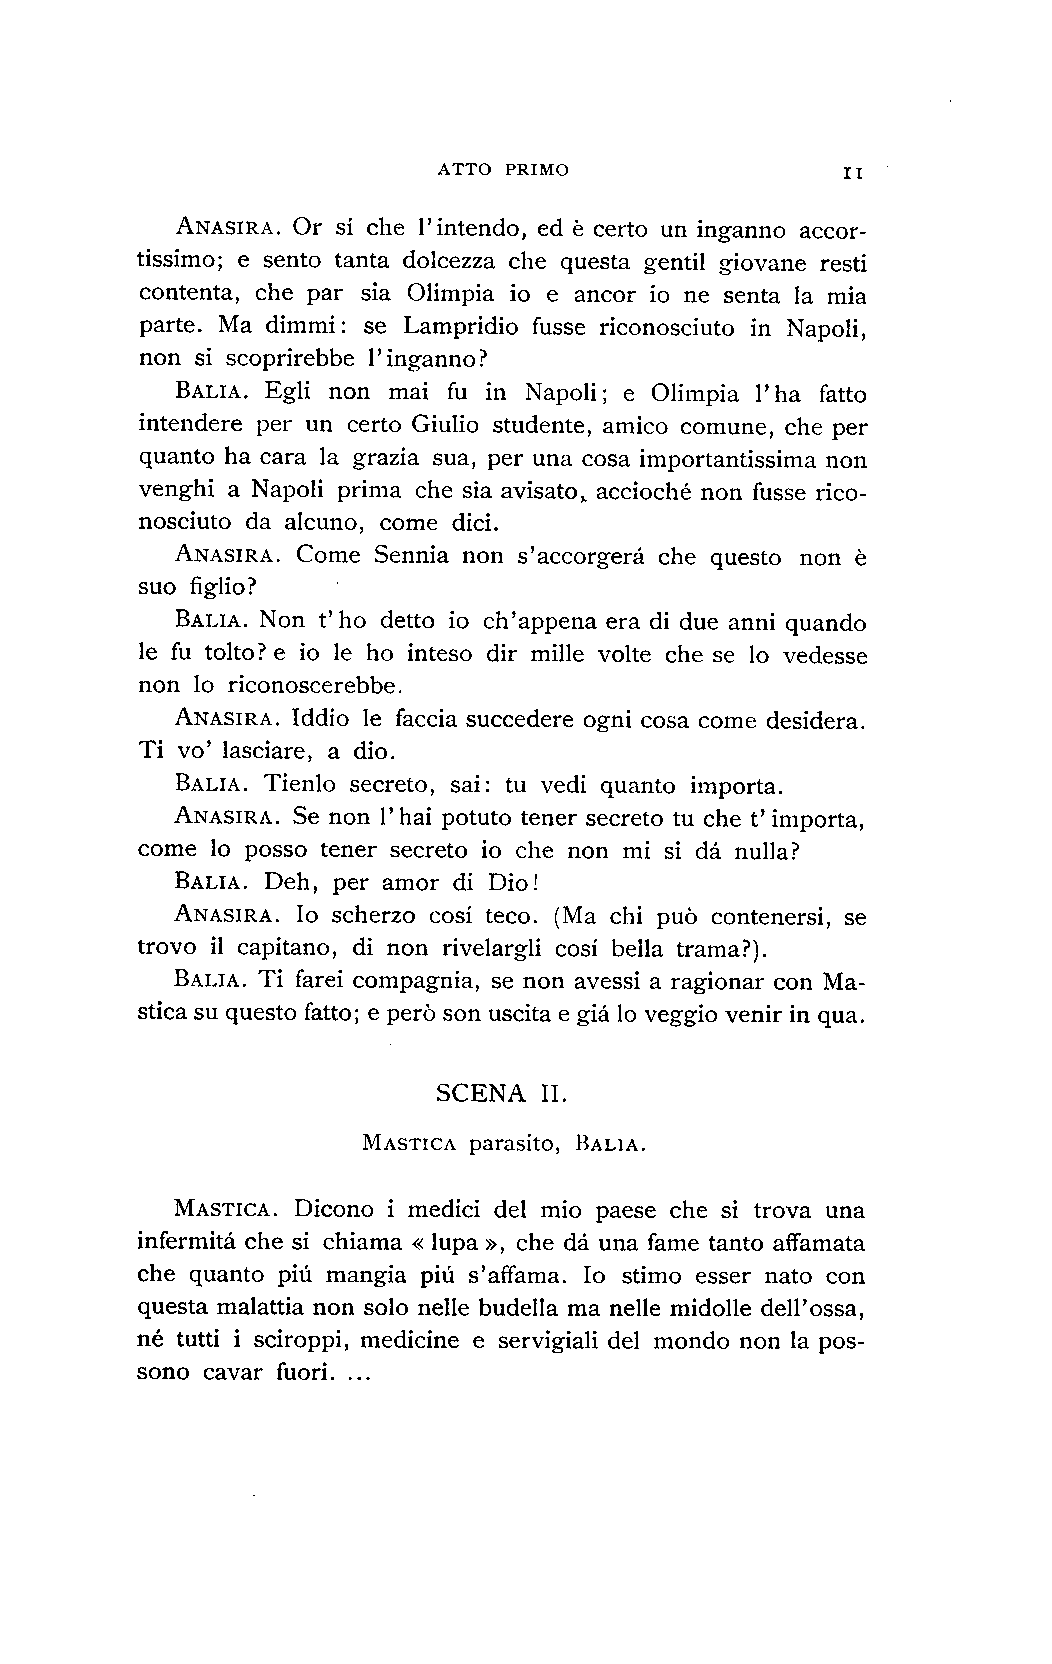 ATTO PRIMO 11
ANASIRA. Or sí che l'intendo, ed è certo un inganno accor-
tissimo; e sento tanta dolcezza che questa gentil giovane resti
contenta, che par sia Olimpia io e ancor io ne senta la mia
parte. Ma dimmi: se Lampridio fusse riconosciuto in Napoli,
non si scoprirebbe l'inganno?
BALIA. Egli non mai fu in Napoli; e Olimpia l'ha fatto
intendere per un certo Giulio studente, amico comune, che per
quanto ha cara la grazia sua, per una cosa importantissima non
venghi a Napoli prima che sia avisato, accioché non fusse rico-
nosciuto da alcuno, come dici.
ANASIRA. Come Sennia non s'accorgerá che questo non è
suo figlio?
BALIA. Non t'ho detto io ch'appena era di due anni quando
le fu tolto? e io le ho inteso dir mille volte che se lo vedesse
non lo riconoscerebbe.
ANASIRA. Iddio le faccia succedere ogni cosa come desidera.
Ti vo' lasciare, a dio.
BALIA. Tienlo secreto, sai: tu vedi quanto importa.
ANASIRA. Se non l'hai potuto tener secreto tu che t'importa,
come lo posso tener secreto io che non mi si dá nulla?
BALIA. Deh, per amor di Dio!
ANASIRA. Io scherzo cosí teco. (Ma chi può contenersi, se
trovo il capitano, di non rivelargli cosí bella trama?).
BALIA. Ti farei compagnia, se non avessi a ragionar con Ma-
stica su questo fatto; e però son uscita e giá lo veggio venir in qua.
SCENA II.
MASTICA parasito, BALIA.
MASTICA. Dicono i medici del mio paese che si trova una
infermitá che si chiama « lupa », che dá una fame tanto affamata
che quanto piú mangia piú s'affama. Io stimo esser nato con
questa malattia non solo nelle budella ma nelle midolle dell'ossa,
né tutti i sciroppi, medicine e servigiali del mondo non la pos-
sono cavar fuori. ...